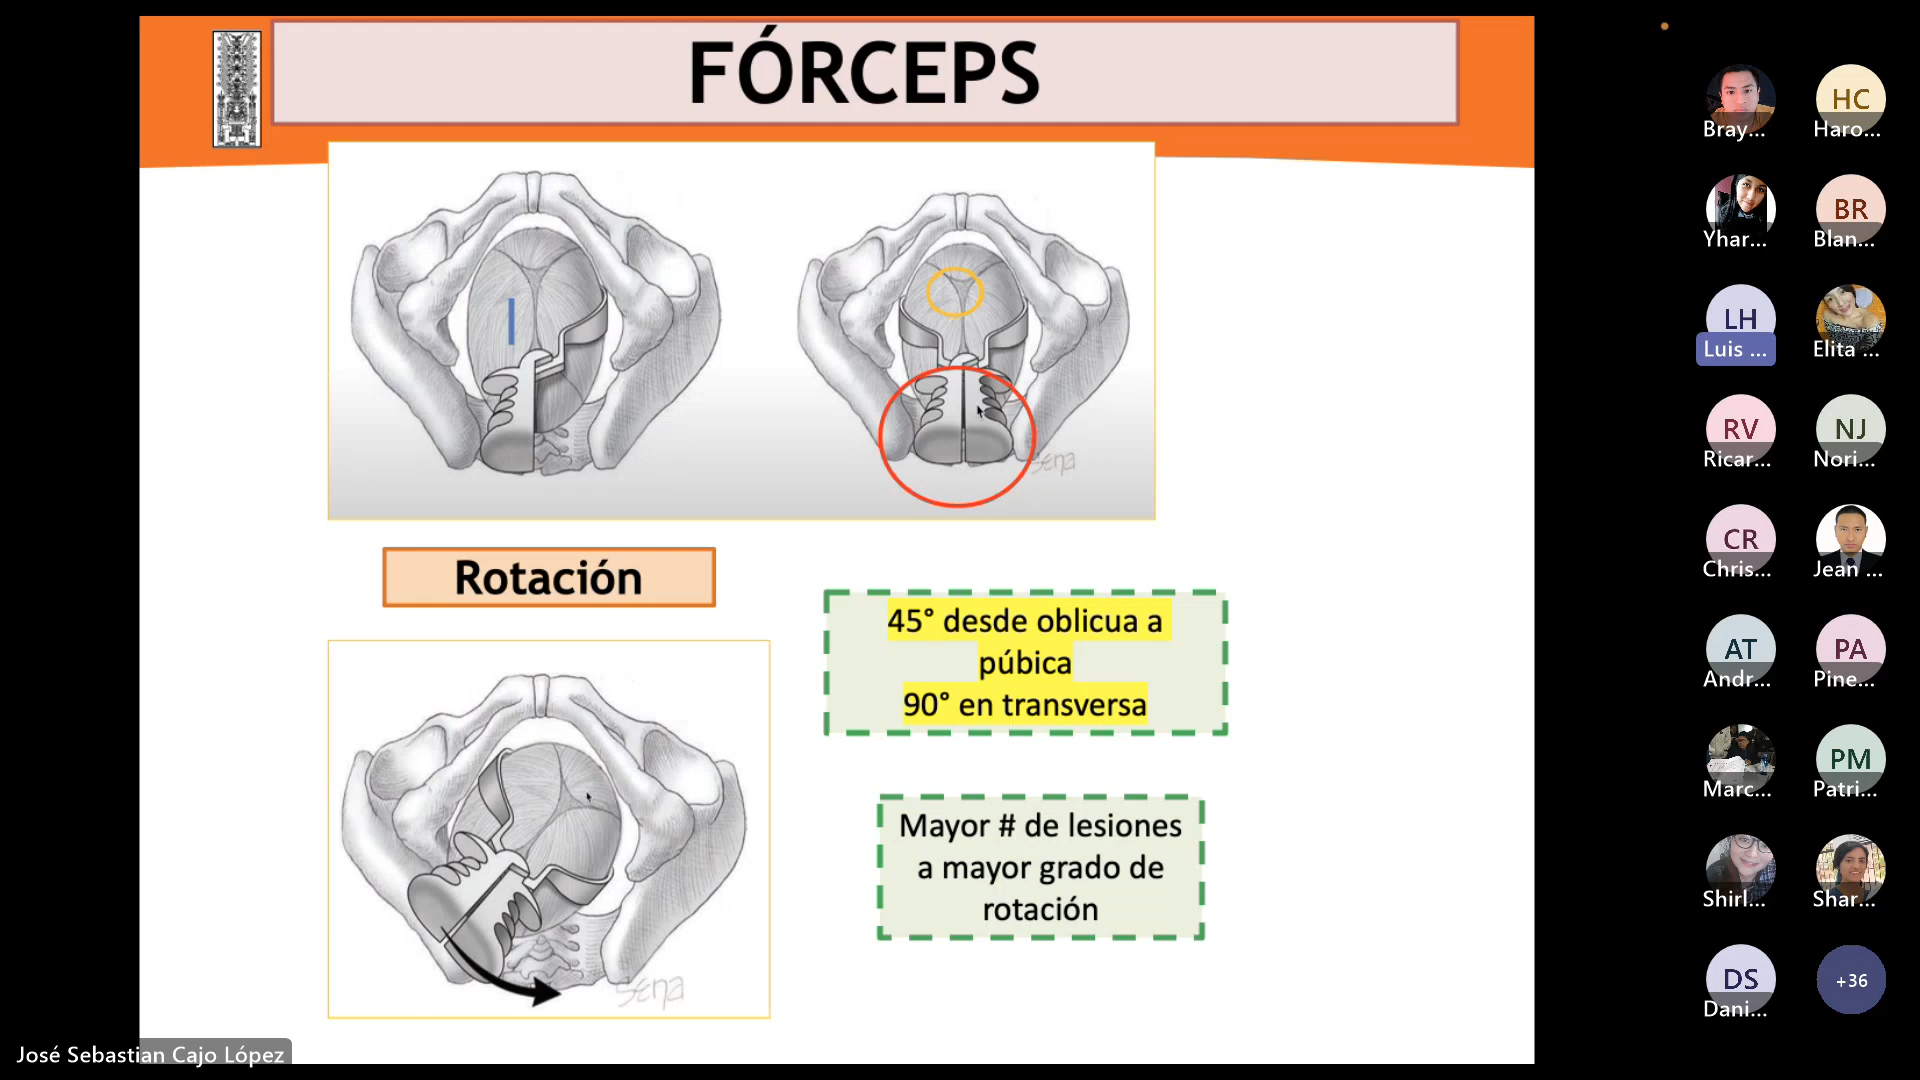 FÓRCEPS
Sena
Rotación
45° desde oblicua a
púbica
90° en transversa
Mayor # de lesiones
a mayor grado de
rotación
Sena
José Sebastian Cajo López
Bray...
HC
Haro...
Yhar...
BR
Blan...
LH
Luis ...
Elita ...
RV
Ricar...
NJ
Nori...
CR
Chris...
Jean ...
AT
Andr...
PA
Pine...
Marc...
PM
Patri...
Shirl...
Shar...
DS
Dani...
+36